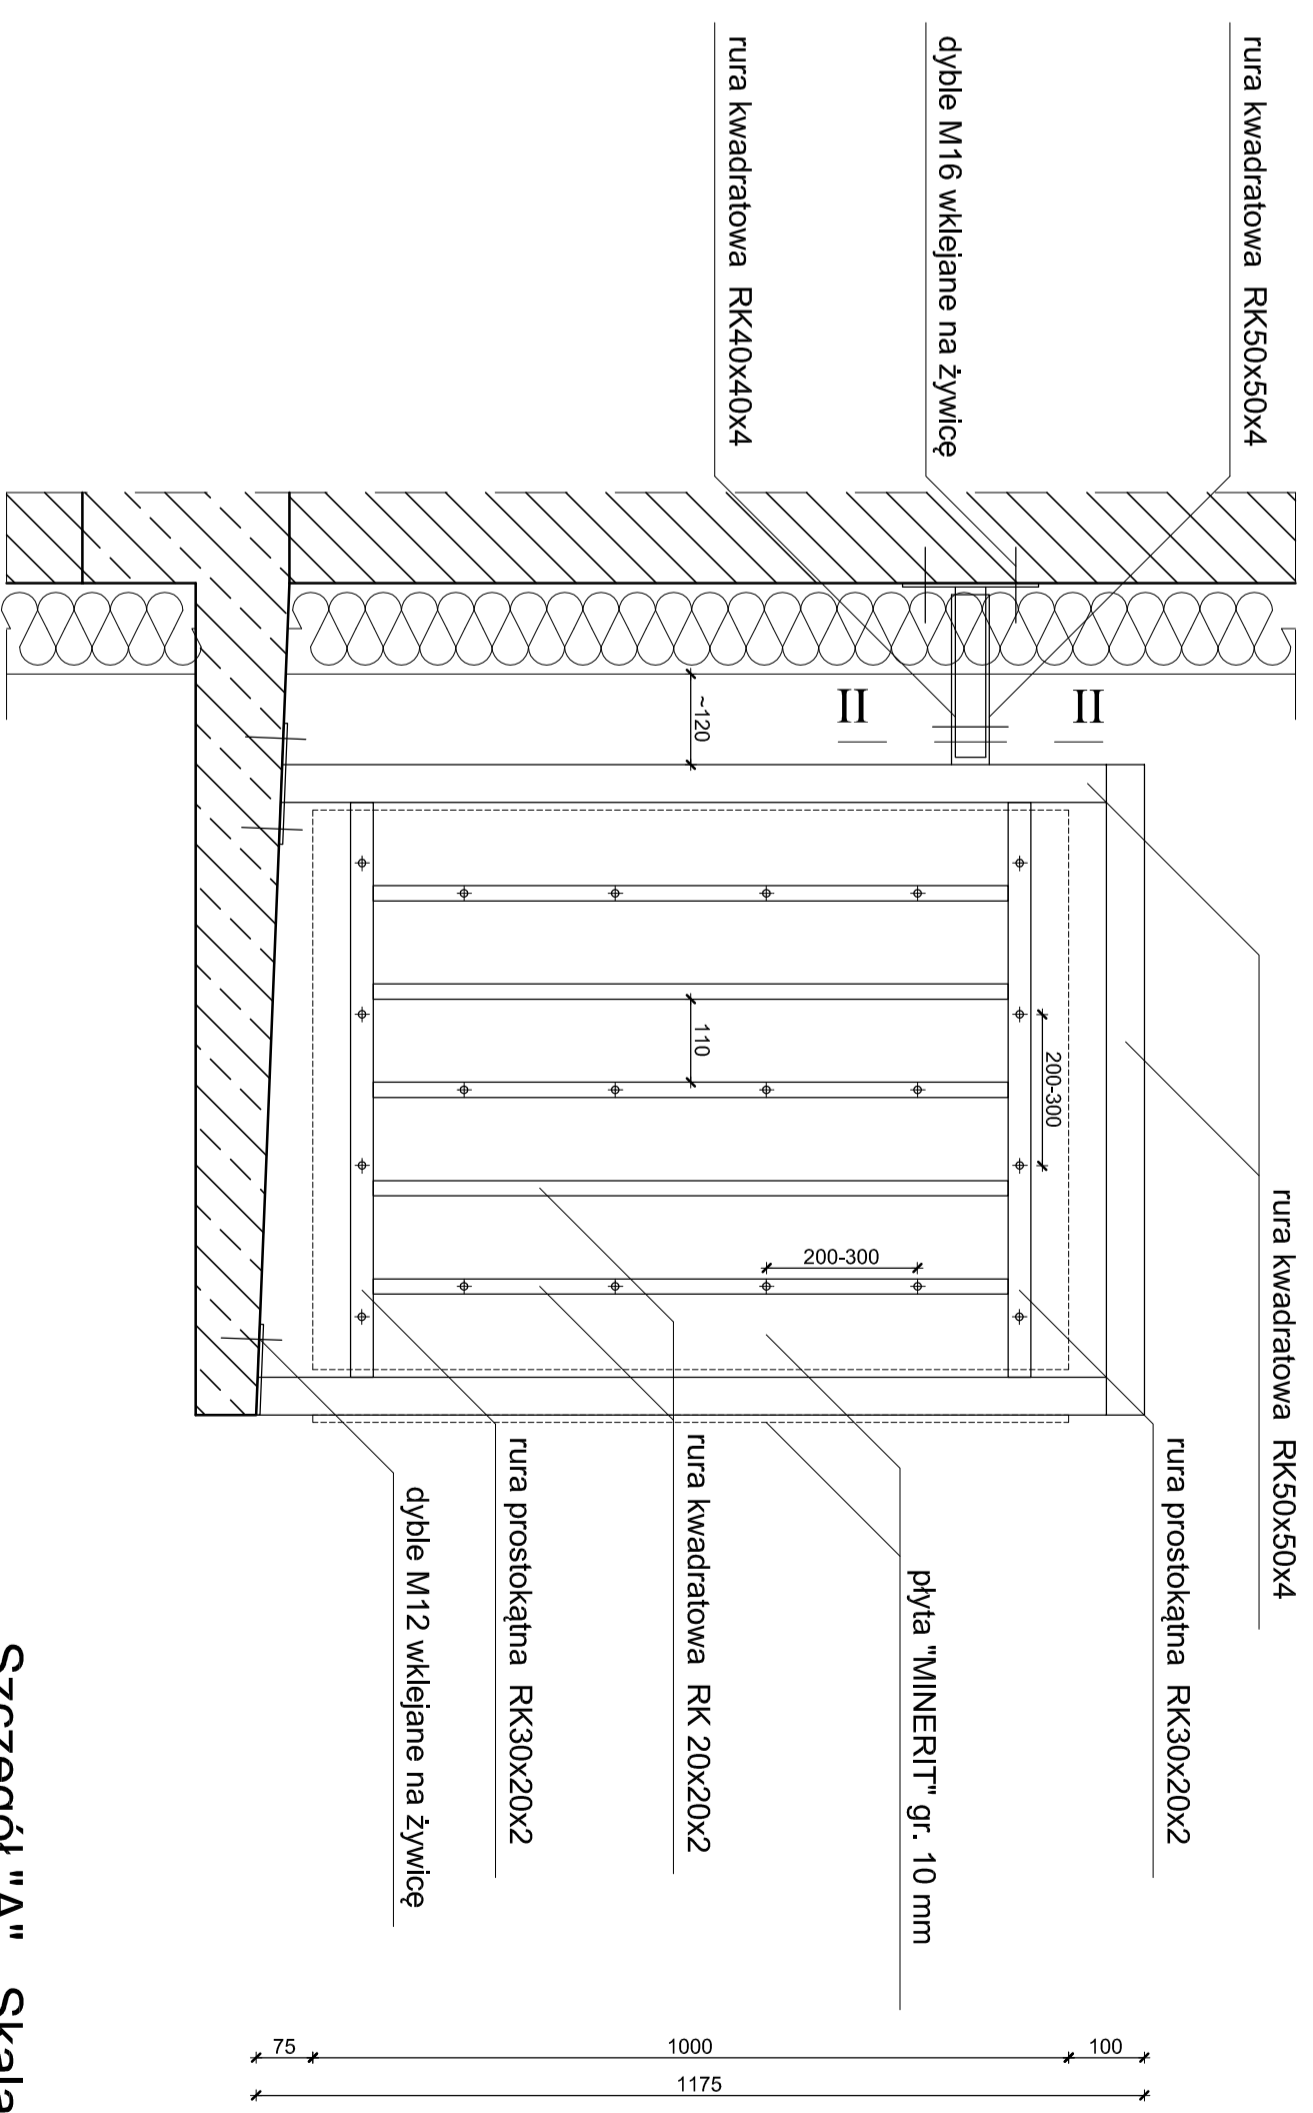 rura kwadratowa RK50x50x4
dyble M16 wklejane na żywicę
rura kwadratowa RK40x40x4
rura kwadratowa RK50x50x4
II
II
~120
110
200-300
200-300
rura prostokątna RK30x20x2
płyta "MINERIT" gr. 10 mm
rura kwadratowa RK 20x20x2
rura prostokątna RK30x20x2
dyble M12 wklejane na żywicę
75
1000
100
1175
Szczegół "A" Skala